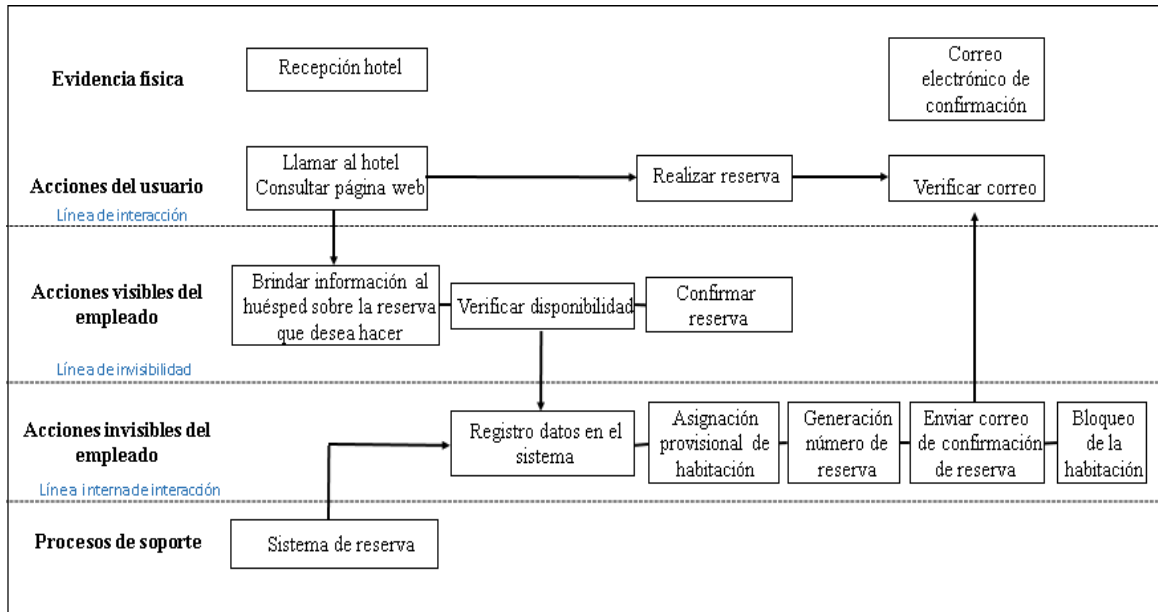 Evidencia física
Recepción hotel
Correo
electrónico de
confirmación
Acciones del usuario
Llamar al hotel
Consultar página web
Realizar reserva
Verificar correo
Línea de interacción
Acciones visibles del
empleado
Brindar información al
huésped sobre la reserva
que desea hacer
Verificar disponibilidad
Confirmar
reserva
Línea de invisibilidad
Acciones invisibles del
empleado
Registro datos en el
sistema
Asignación
provisional de
habitación
Generación
número de
reserva
Enviar correo
de confirmación
de reserva
Bloqueo
de la
habitación
Línea interna de interacción
Procesos de soporte
Sistema de reserva